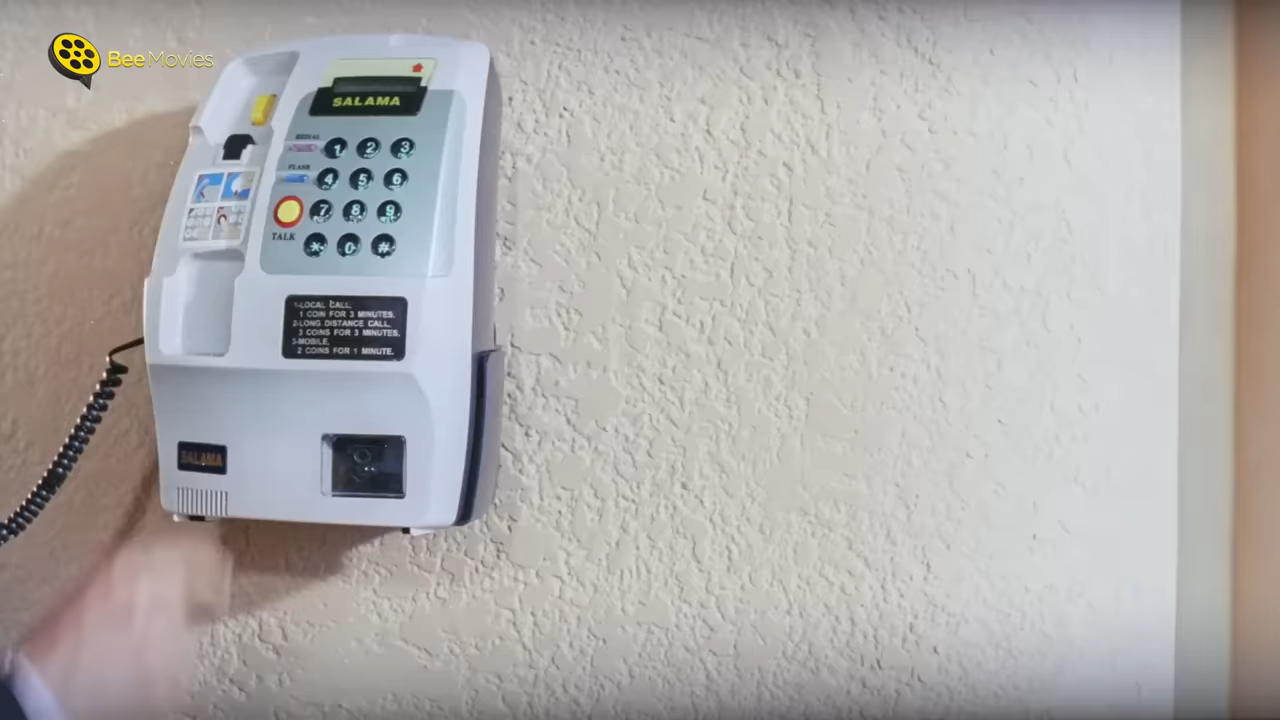 BeeMovies
SALAMA
REDIAL
1 2 3
FLASH
4 5 6
7 8 9
TALK
* 0 #
1-LOCAL CALL,
1 COIN FOR 3 MINUTES.
2-LONG DISTANCE CALL,
3 COINS FOR 3 MINUTES.
3-MOBILE,
2 COINS FOR 1 MINUTE.
SALAMA